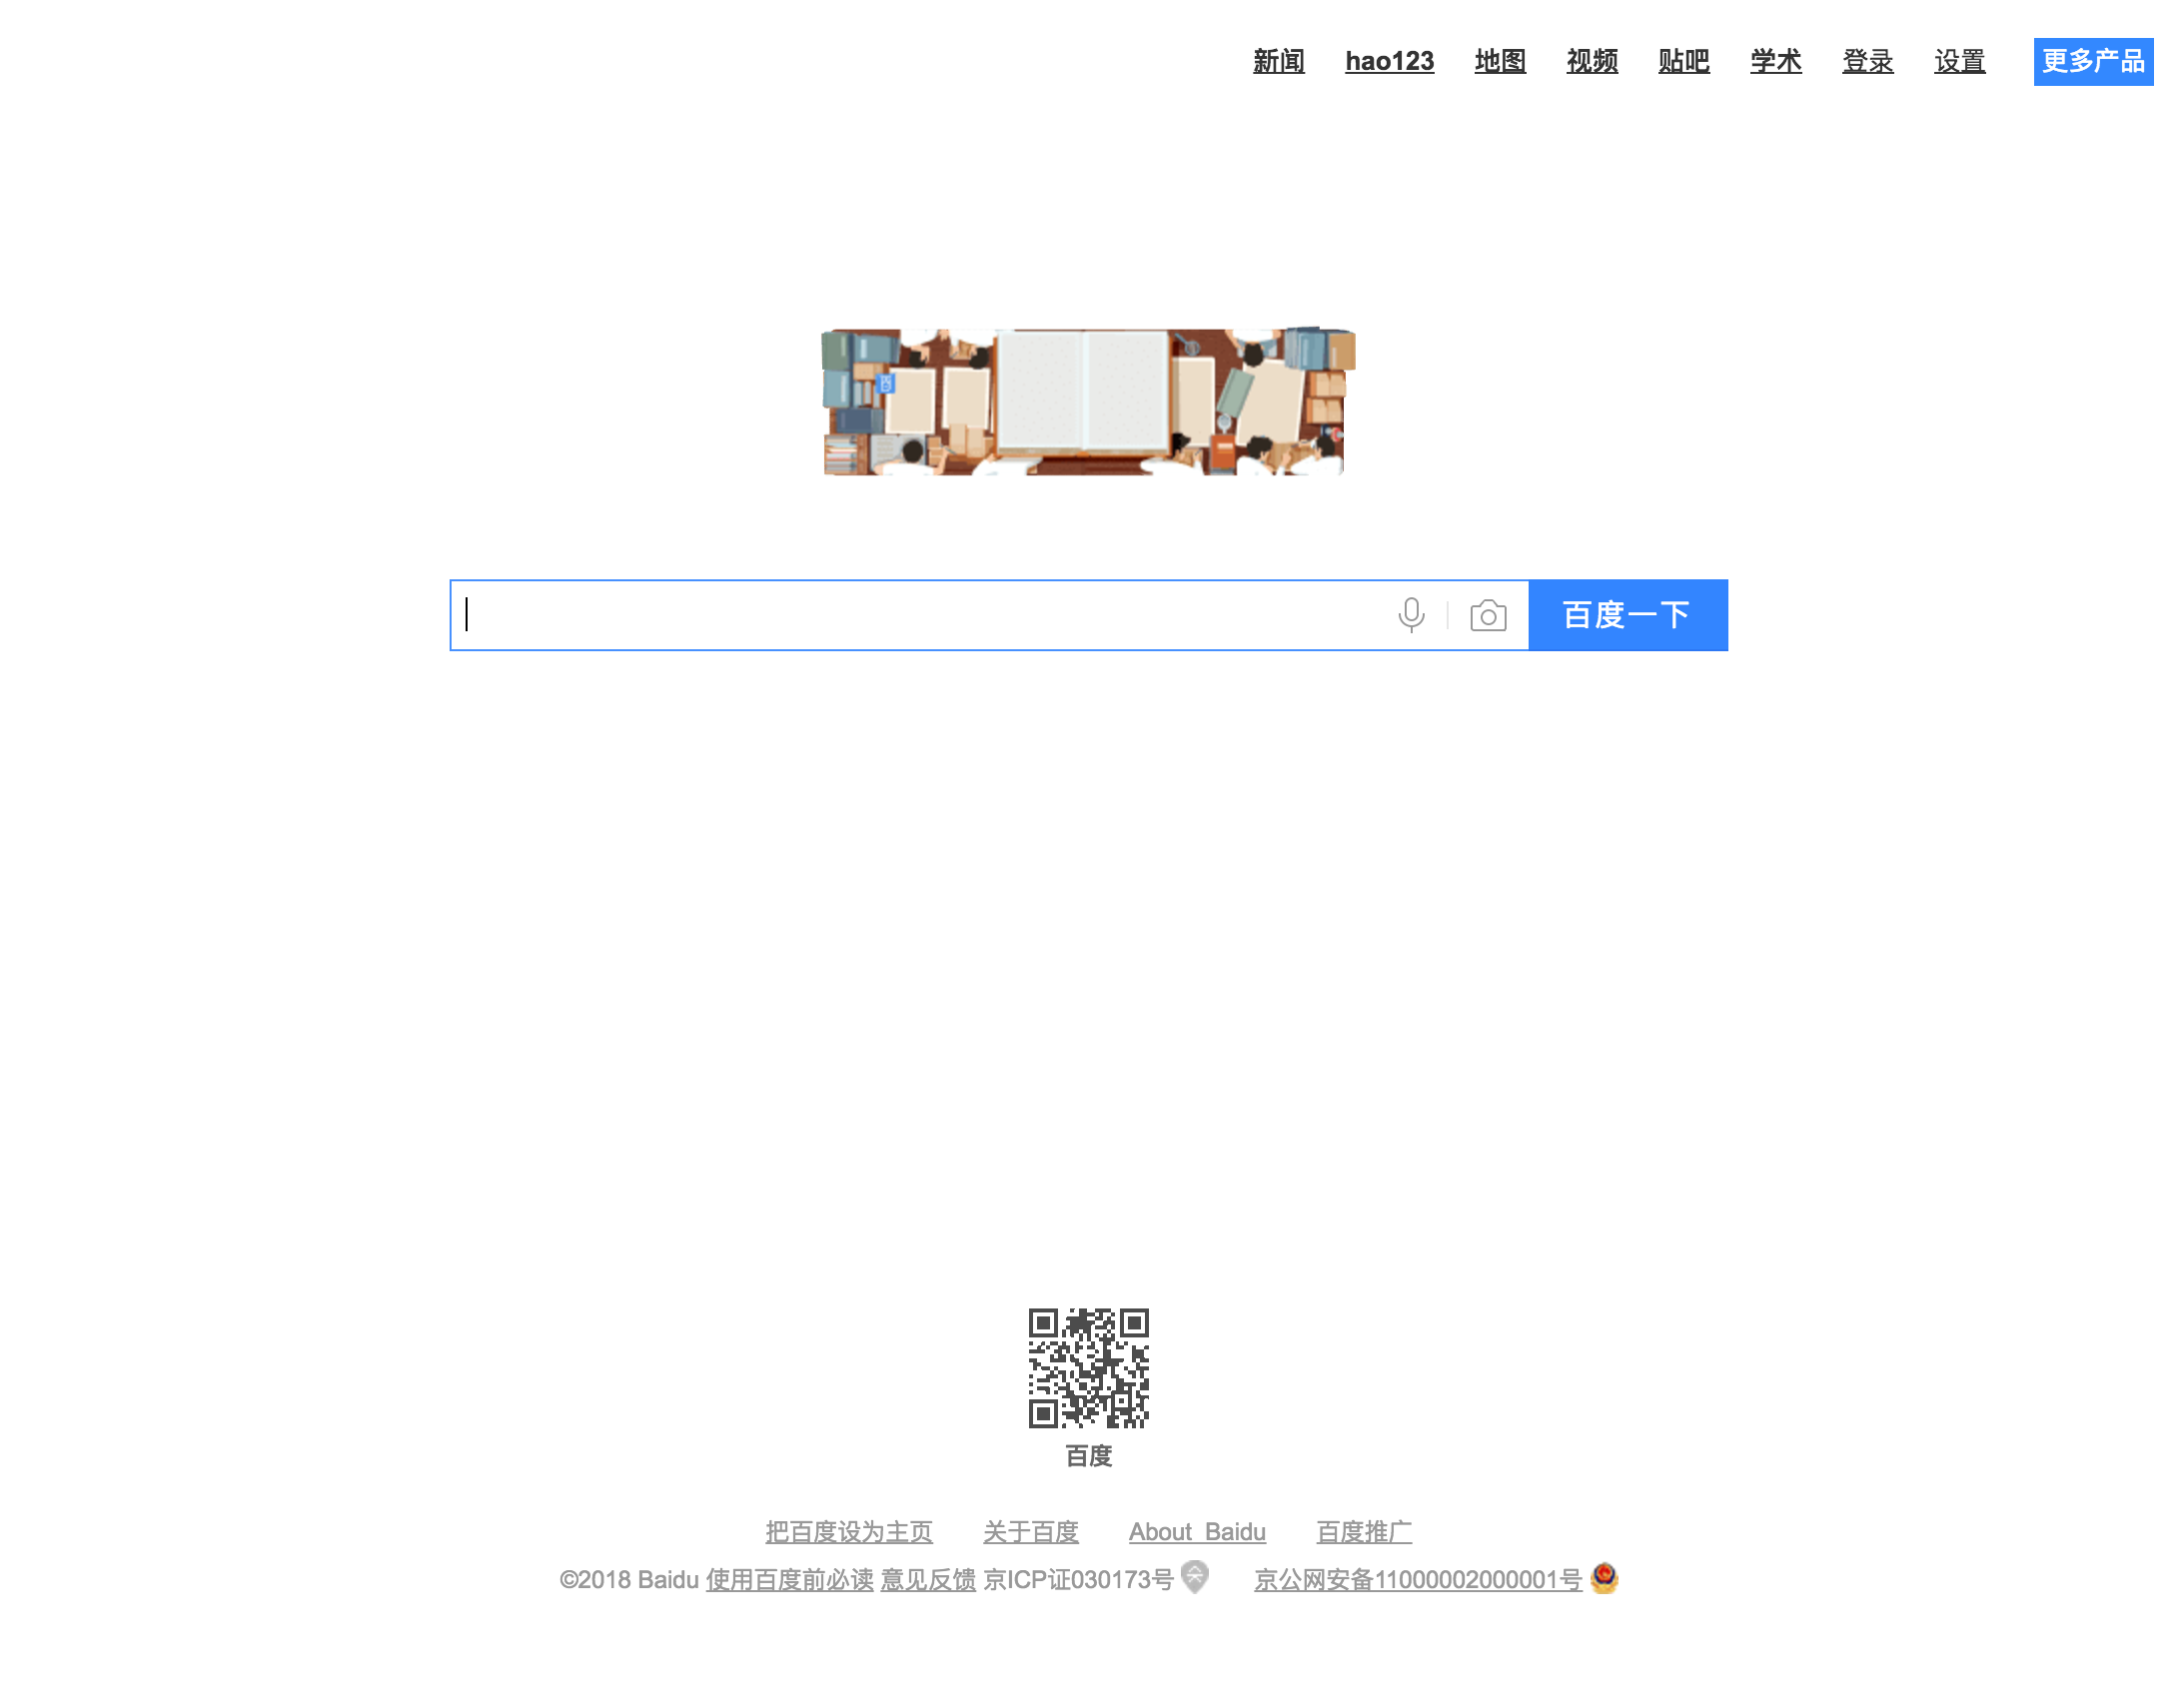 新闻 hao123 地图 视频 贴吧 学术 登录 设置 更多产品
百度一下
百度
把百度设为主页 关于百度 About Baidu 百度推广
©2018 Baidu 使用百度前必读 意见反馈 京ICP证030173号 京公网安备11000002000001号